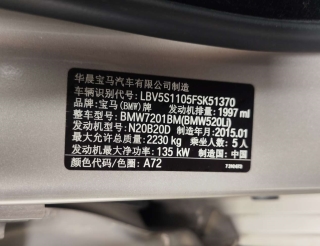 华晨宝马汽车有限公司制造
车辆识别代号: LBV5S1105FSK51370
品牌: 宝马(BMW)牌 发动机排量: 1997 ml
整车型号: BMW7201BM(BMW520Li)
发动机型号: N20B20D 制造年月: 2015.01
最大允许总质量: 2230 kg 乘坐人数: 5 人
发动机最大净功率: 135 kW 制造国: 中国
颜色代码/色圈: A72